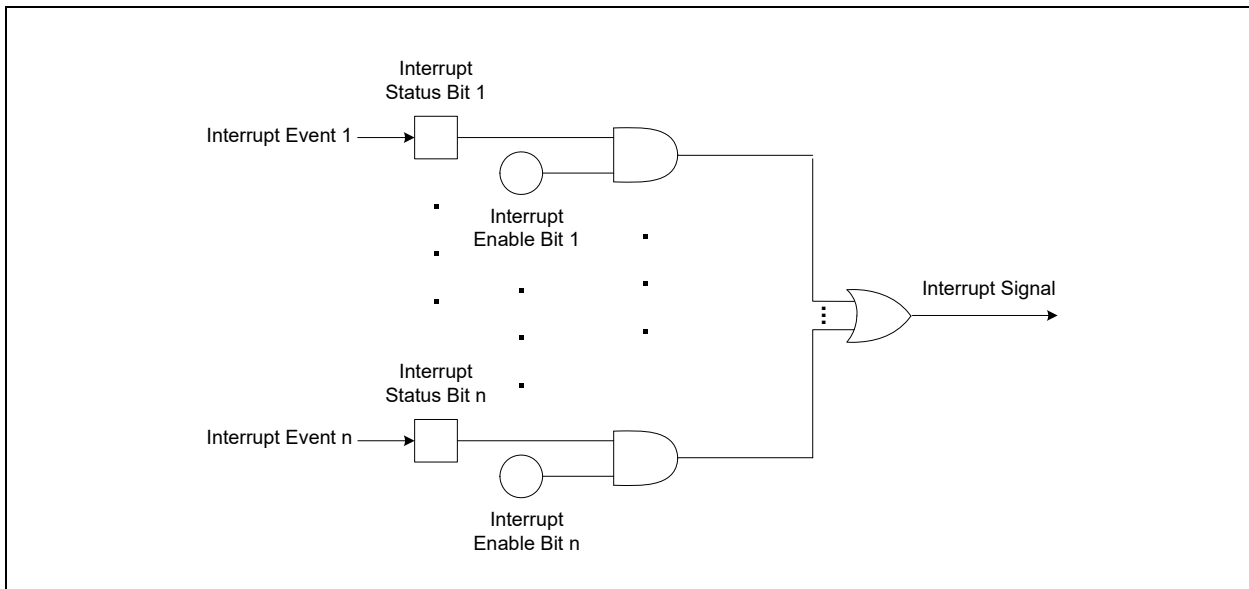 Interrupt
Status Bit 1
Interrupt Event 1
Interrupt
Enable Bit 1
Interrupt Signal
Interrupt
Status Bit n
Interrupt Event n
Interrupt
Enable Bit n